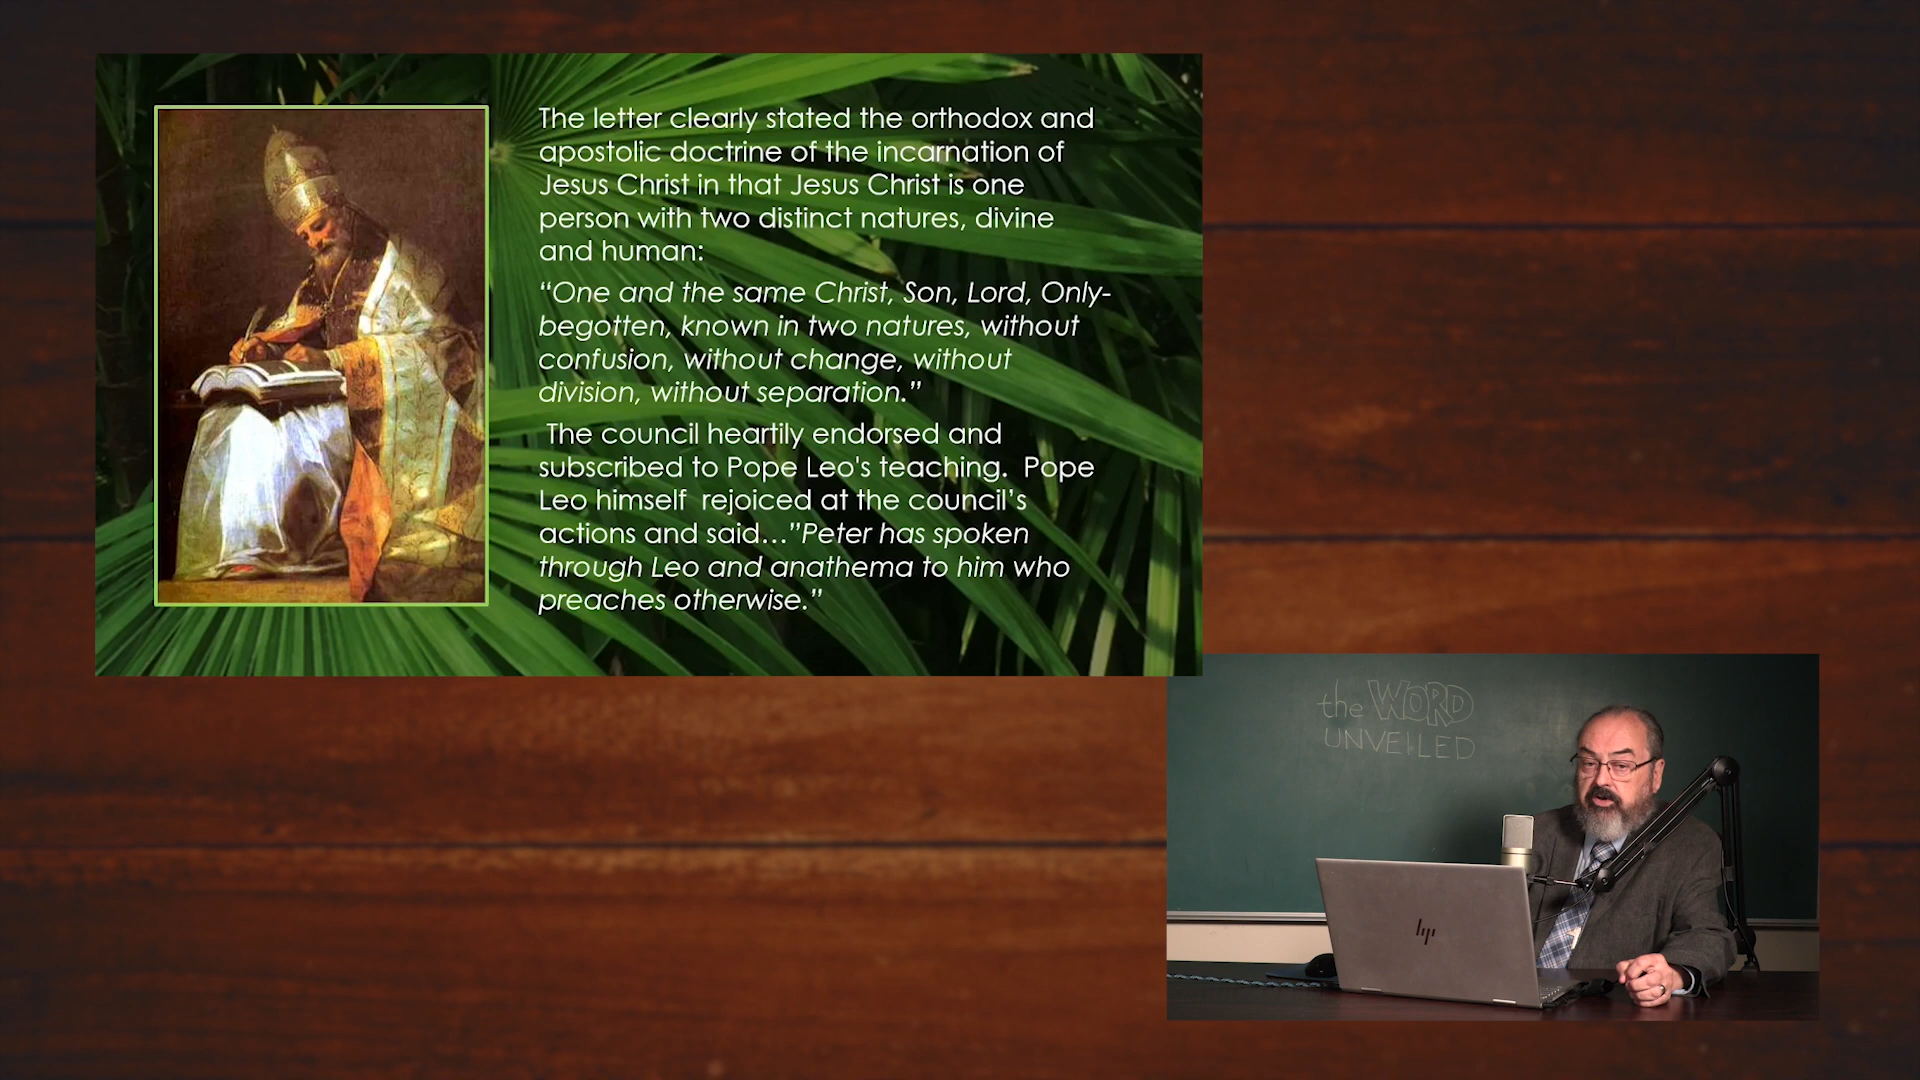 The letter clearly stated the orthodox and
apostolic doctrine of the incarnation of
Jesus Christ in that Jesus Christ is one
person with two distinct natures, divine
and human:
“One and the same Christ, Son, Lord, Only-
begotten, known in two natures, without
confusion, without change, without
division, without separation.”
The council heartily endorsed and
subscribed to Pope Leo's teaching.  Pope
Leo himself  rejoiced at the council’s
actions and said…”Peter has spoken
through Leo and anathema to him who
preaches otherwise.”
the WORD
UNVEILED
hp